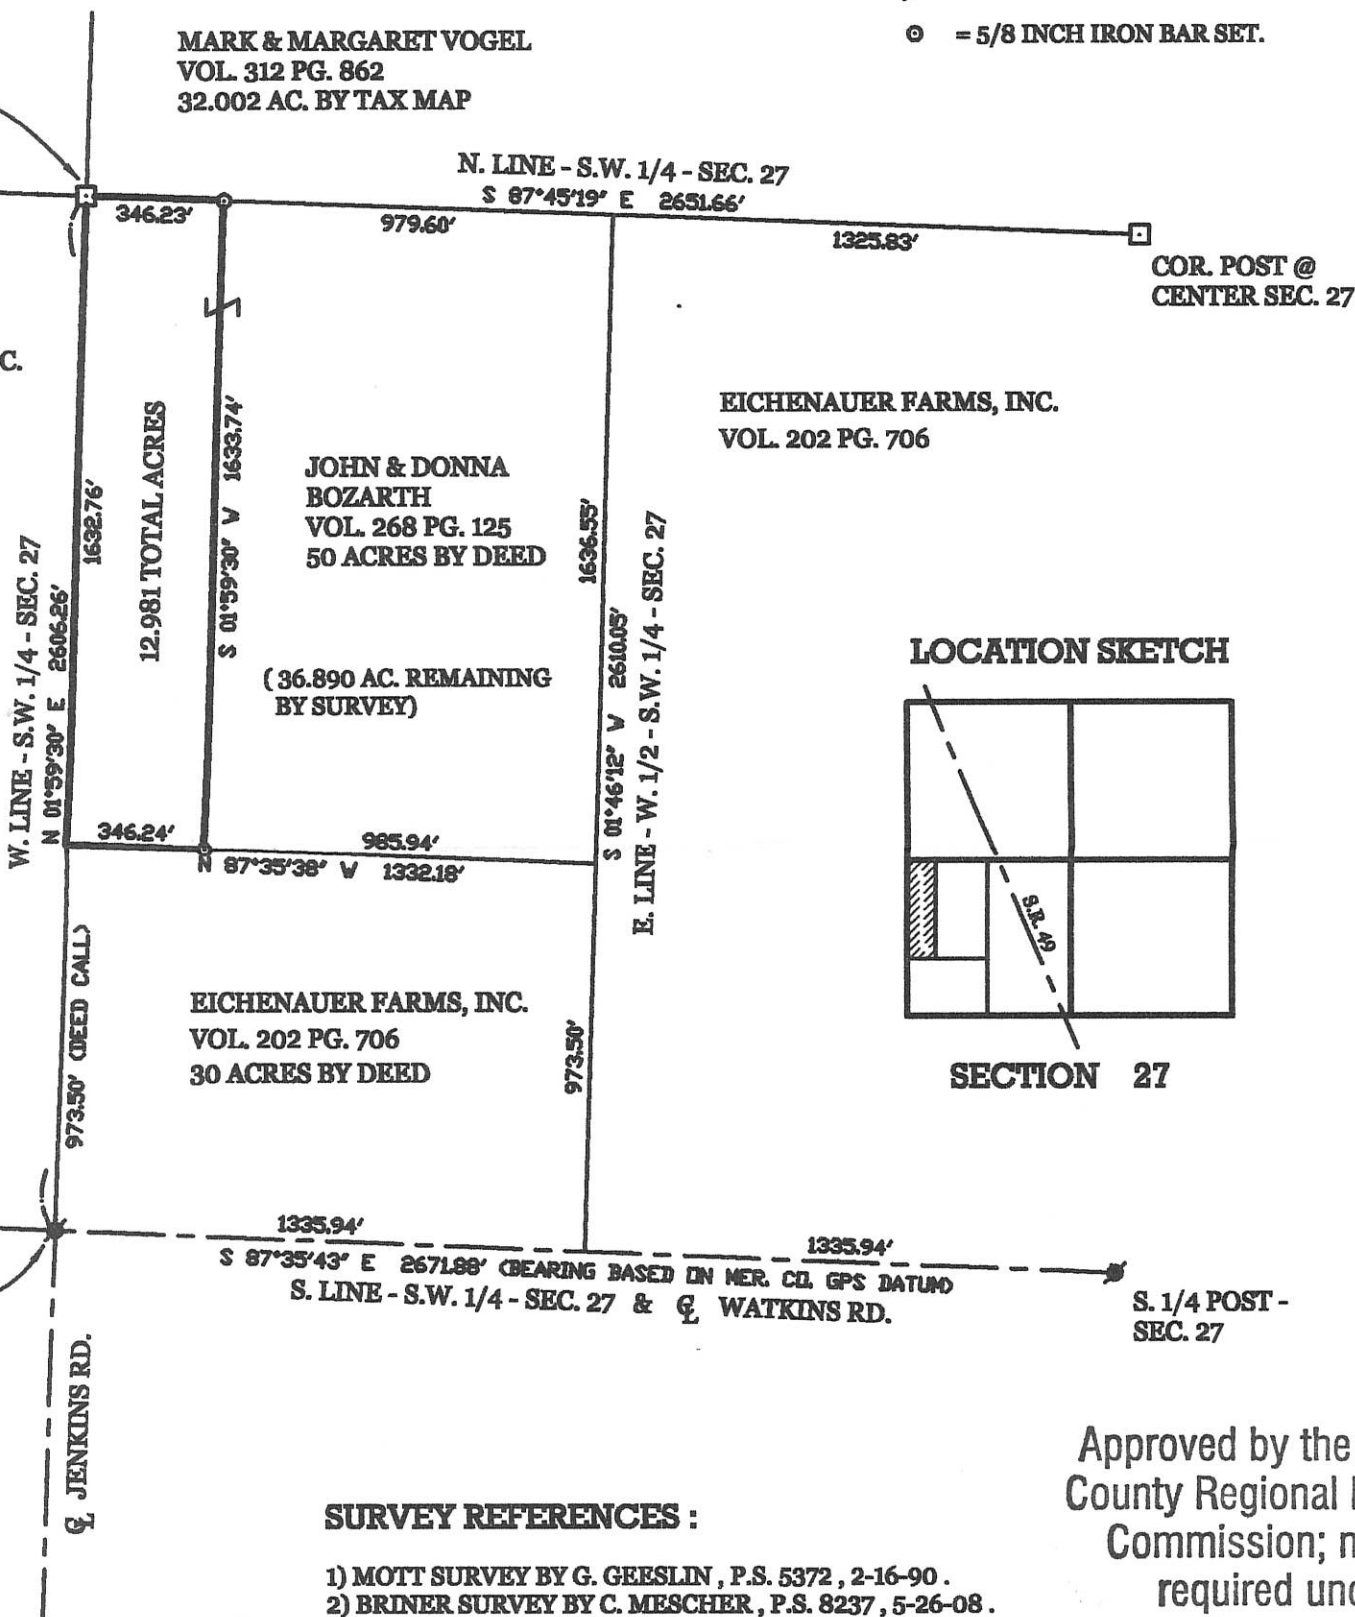 ⊙ = 5/8 INCH IRON BAR SET.
MARK & MARGARET VOGEL
VOL. 312 PG. 862
32.002 AC. BY TAX MAP
N. LINE - S.W. 1/4 - SEC. 27
S 87°45'19" E 2651.66'
346.23'
979.60'
1325.83'
COR. POST @
CENTER SEC. 27
C.
EICHENAUER FARMS, INC.
VOL. 202 PG. 706
W. LINE - S.W. 1/4 - SEC. 27
N 01°59'30" E 2606.26'
1632.76'
12.981 TOTAL ACRES
S 01°59'30" W 1633.74'
JOHN & DONNA
BOZARTH
VOL. 268 PG. 125
50 ACRES BY DEED
(36.890 AC. REMAINING
BY SURVEY)
1636.55'
S 01°46'12" W 2610.05'
E. LINE - W. 1/2 - S.W. 1/4 - SEC. 27
LOCATION SKETCH
S.R. 49
SECTION 27
346.24'
985.94'
N 87°35'38" W 1332.18'
973.50' (DEED CALL)
EICHENAUER FARMS, INC.
VOL. 202 PG. 706
30 ACRES BY DEED
973.50'
1335.94'
1335.94'
S 87°35'43" E 2671.88' (BEARING BASED ON MER. CO. GPS DATUM)
S. LINE - S.W. 1/4 - SEC. 27 & ℄ WATKINS RD.
S. 1/4 POST -
SEC. 27
℄ JENKINS RD.
Approved by the
County Regional
Commission;
required
SURVEY REFERENCES :
1) MOTT SURVEY BY G. GEESLIN , P.S. 5372 , 2-16-90 .
2) BRINER SURVEY BY C. MESCHER , P.S. 8237 , 5-26-08 .